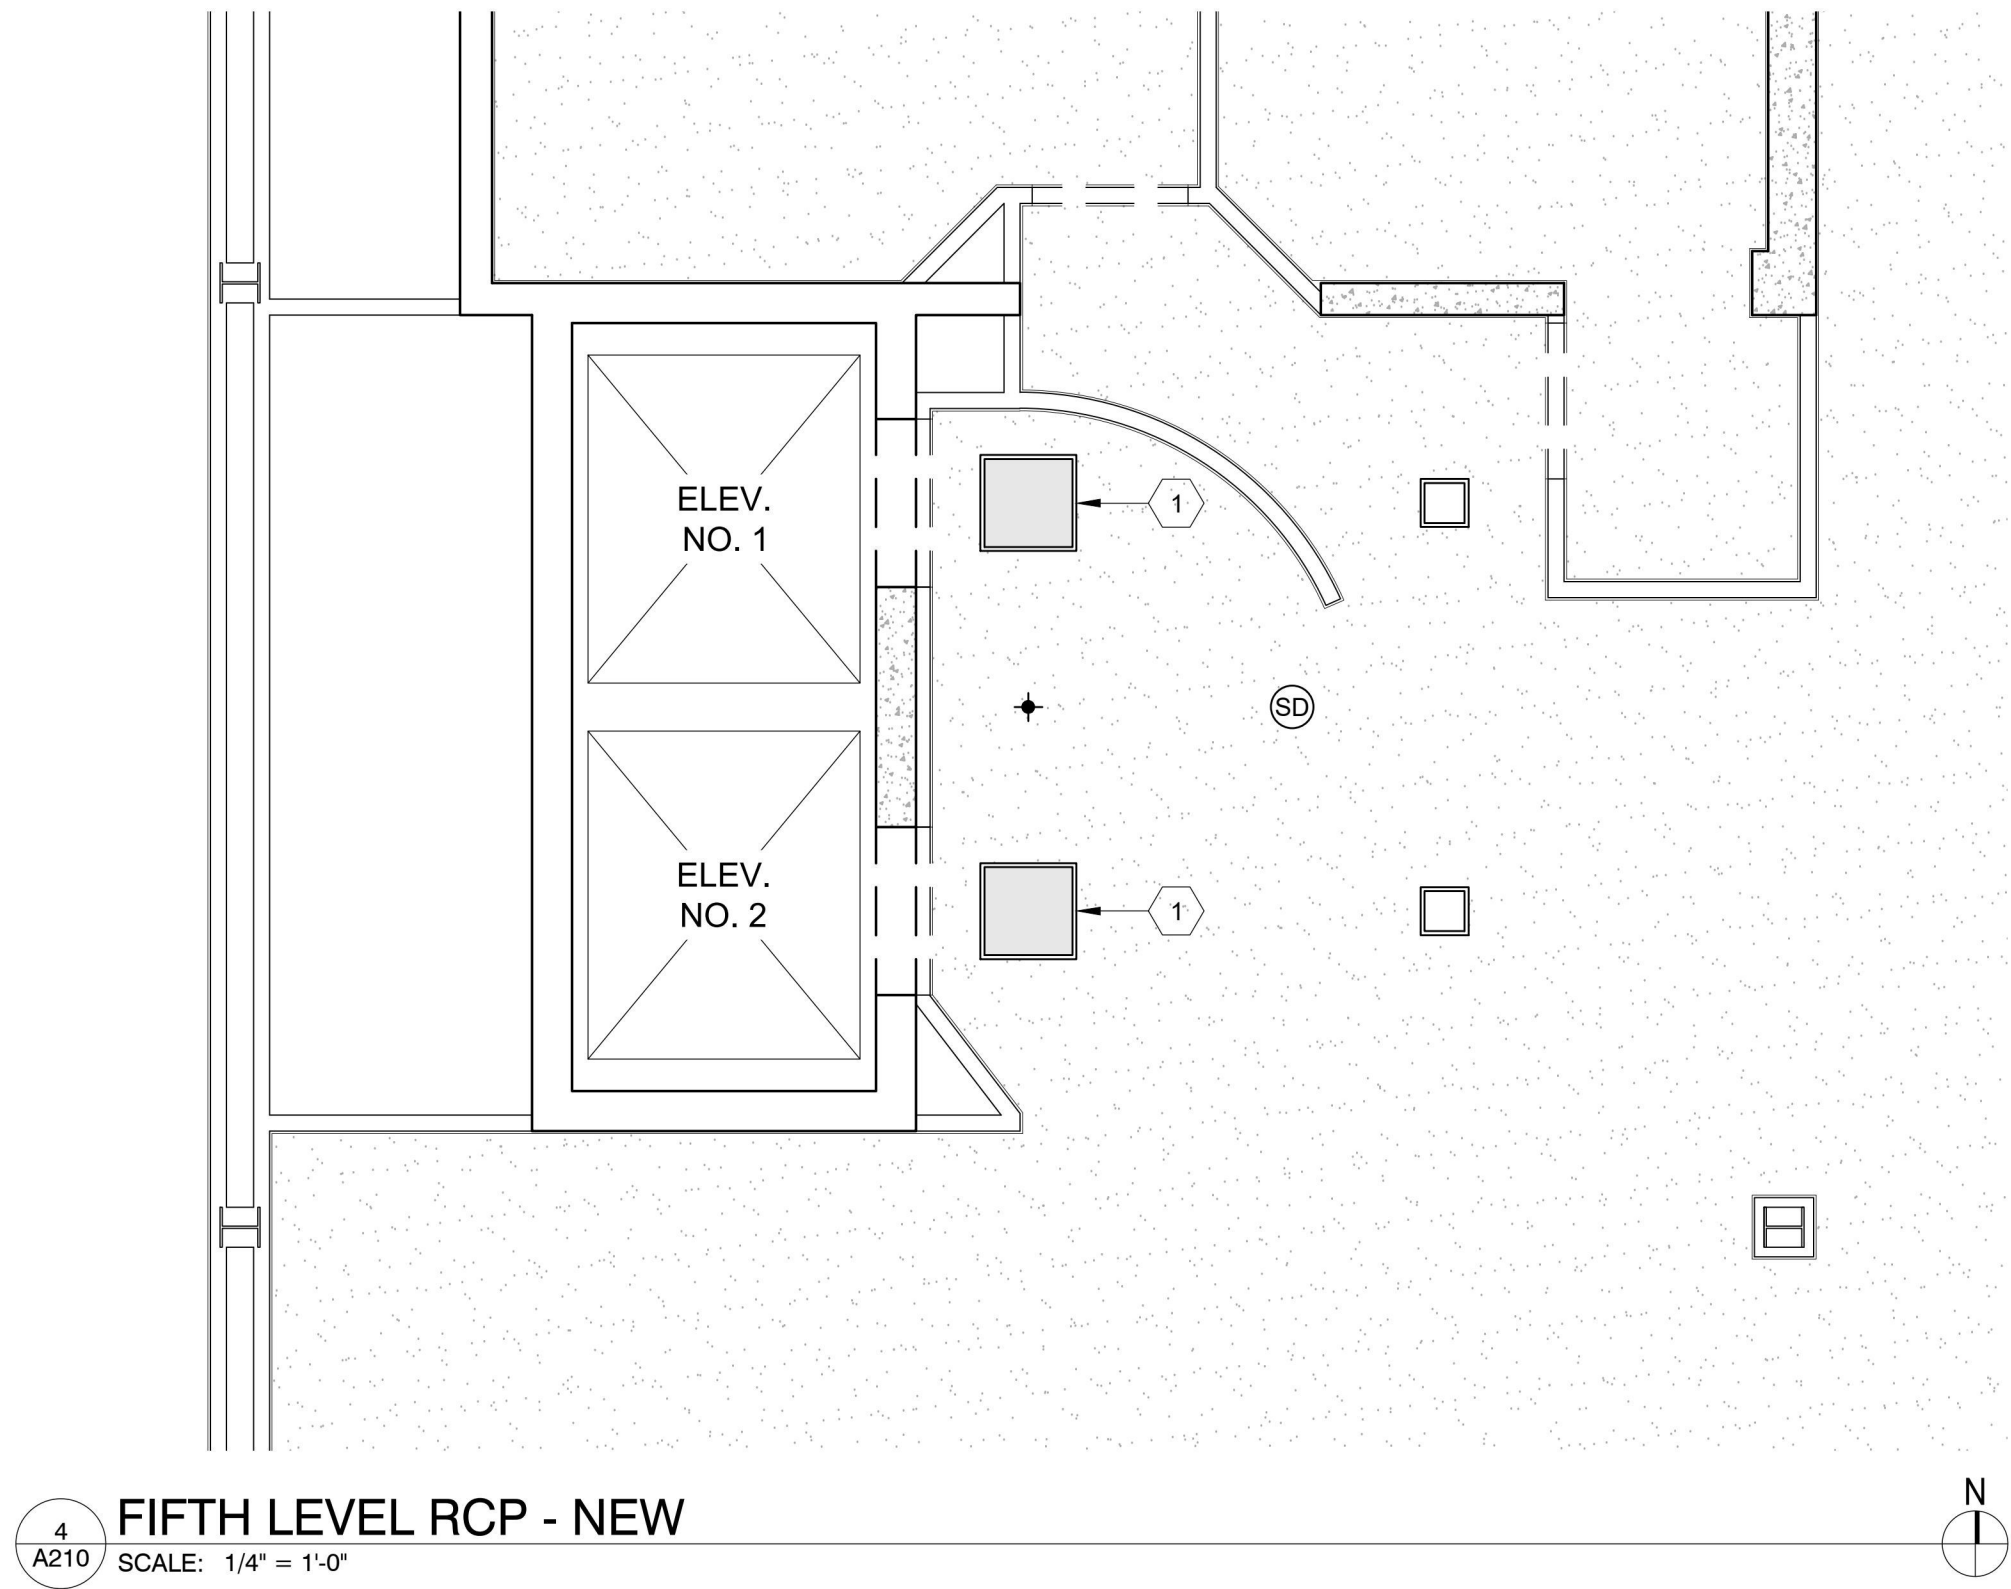 ELEV.
NO. 1
1
SD
ELEV.
NO. 2
1
N
4
A210
FIFTH LEVEL RCP - NEW
SCALE: 1/4" = 1'-0"